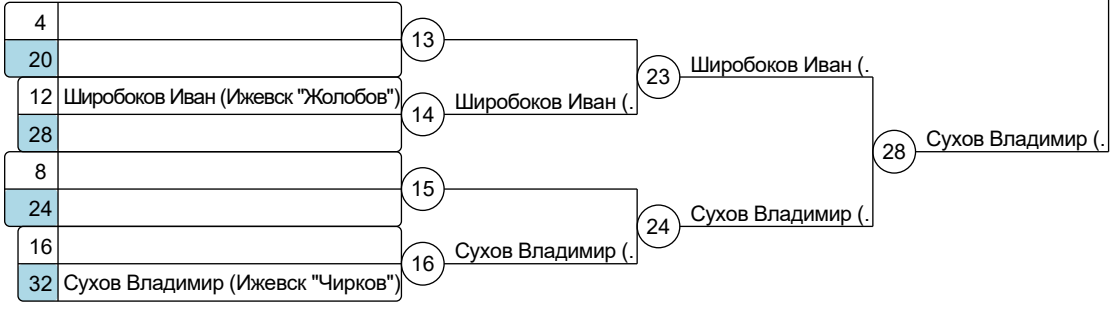 4
13
20
23
Широбоков Иван (.
12 Широбоков Иван (Ижевск "Жолобов")
14
Широбоков Иван (.
28
28
Сухов Владимир (.
8
15
24
24
Сухов Владимир (.
16
16
Сухов Владимир (.
32 Сухов Владимир (Ижевск "Чирков")